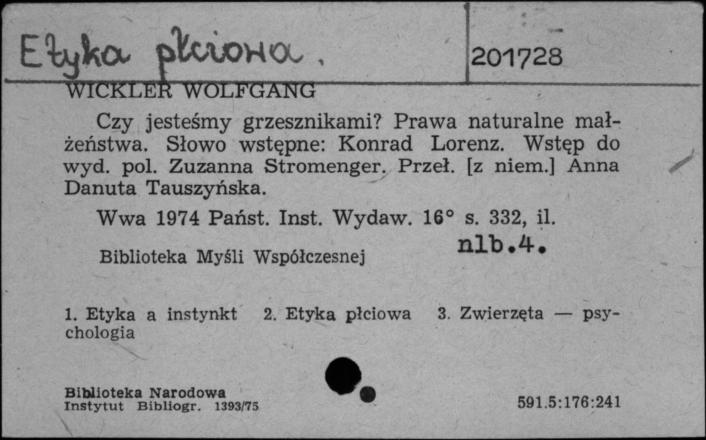 Etyka płciowa.
201728
WICKLER WOLFGANG
Czy jesteśmy grzesznikami? Prawa naturalne mał-
żeństwa. Słowo wstępne: Konrad Lorenz. Wstęp do
wyd. pol. Zuzanna Stromenger. Przeł. [z niem.] Anna
Danuta Tauszyńska.
Wwa 1974 Państ. Inst. Wydaw. 16° s. 332, il.
nlb.4.
Biblioteka Myśli Współczesnej
1. Etyka a instynkt 2. Etyka płciowa 3. Zwierzęta — psy-
chologia
Biblioteka Narodowa
Instytut Bibliogr. 1393/75
591.5:176:241